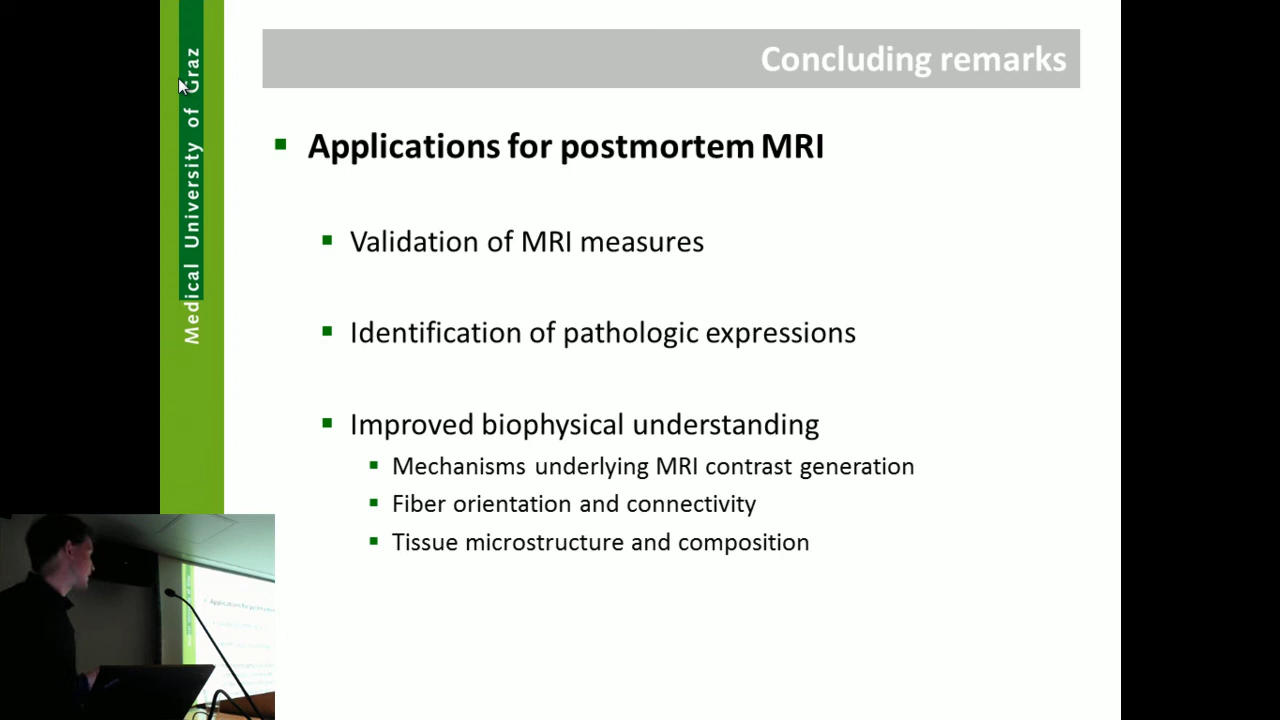 Concluding remarks
Medical University of Graz
Applications for postmortem MRI
Validation of MRI measures
Identification of pathologic expressions
Improved biophysical understanding
Mechanisms underlying MRI contrast generation
Fiber orientation and connectivity
Tissue microstructure and composition